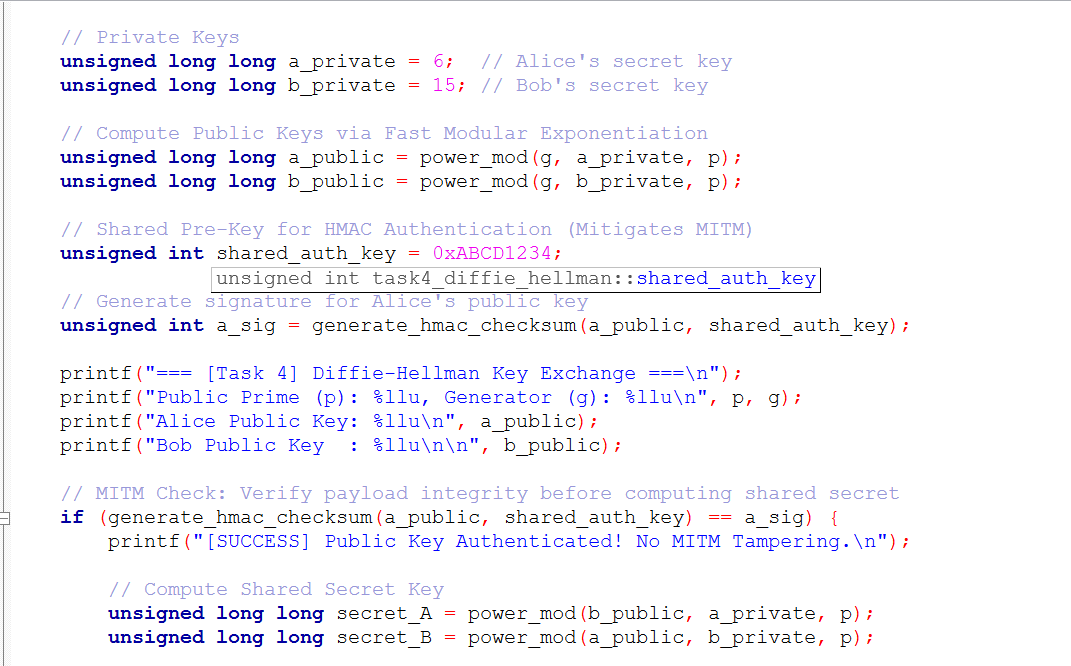 // Private Keys
unsigned long long a_private = 6;  // Alice's secret key
unsigned long long b_private = 15; // Bob's secret key
// Compute Public Keys via Fast Modular Exponentiation
unsigned long long a_public = power_mod(g, a_private, p);
unsigned long long b_public = power_mod(g, b_private, p);
// Shared Pre-Key for HMAC Authentication (Mitigates MITM)
unsigned int shared_auth_key = 0xABCD1234;
unsigned int task4_diffie_hellman::shared_auth_key
// Generate signature for Alice's public key
unsigned int a_sig = generate_hmac_checksum(a_public, shared_auth_key);
printf("=== [Task 4] Diffie-Hellman Key Exchange ===\n");
printf("Public Prime (p): %llu, Generator (g): %llu\n", p, g);
printf("Alice Public Key: %llu\n", a_public);
printf("Bob Public Key  : %llu\n\n", b_public);
// MITM Check: Verify payload integrity before computing shared secret
if (generate_hmac_checksum(a_public, shared_auth_key) == a_sig) {
    printf("[SUCCESS] Public Key Authenticated! No MITM Tampering.\n");
    // Compute Shared Secret Key
    unsigned long long secret_A = power_mod(b_public, a_private, p);
    unsigned long long secret_B = power_mod(a_public, b_private, p);